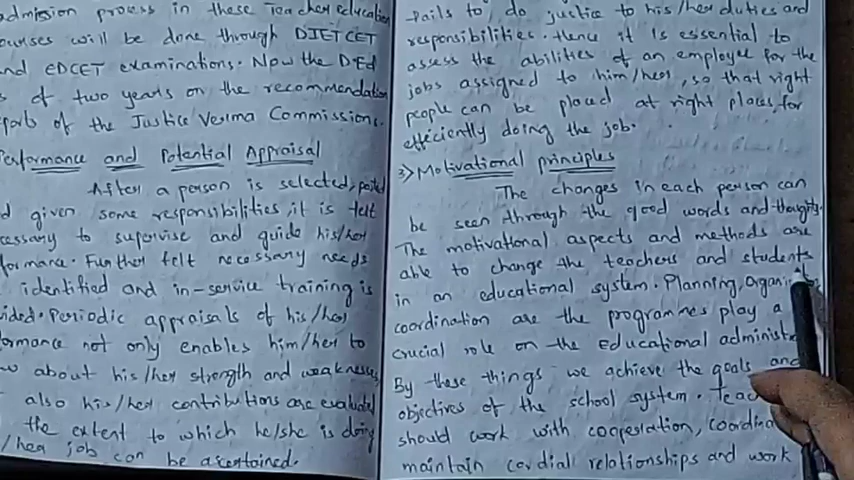 admission process in these Teacher education
courses will be done through DIETCET
and EDCET examinations. Now the D.Ed
of two years on the recommendation
of the Justice Verma Commissions.
Performance and Potential Appraisal
After a person is selected, posted
given some responsibilities, it is felt
necessary to supervise and guide his/her
Performance. Further felt necessary needs
identified and in-service training is
Periodic appraisals of his/her
Performance not only enables him/her to
about his/her strength and weaknesses
also his/her contributions are evaluated
the extent to which he/she is doing
his/her job can be ascertained.
Fails to do justice to his/her duties and
responsibilities. Hence it is essential to
assess the abilities of an employee for the
jobs assigned to him/her, so that right
people can be placed at right places, for
efficiently doing the job.
3) Motivational principles
The changes in each person can
be seen through the good words and thoughts.
The motivational aspects and methods are
able to change the teachers and students
in an educational system. Planning,
coordination are the programmes play a
crucial role on the Educational
By these things we achieve the goals and
objectives of the school system.
should work with cooperation,
maintain cordial relationships and work